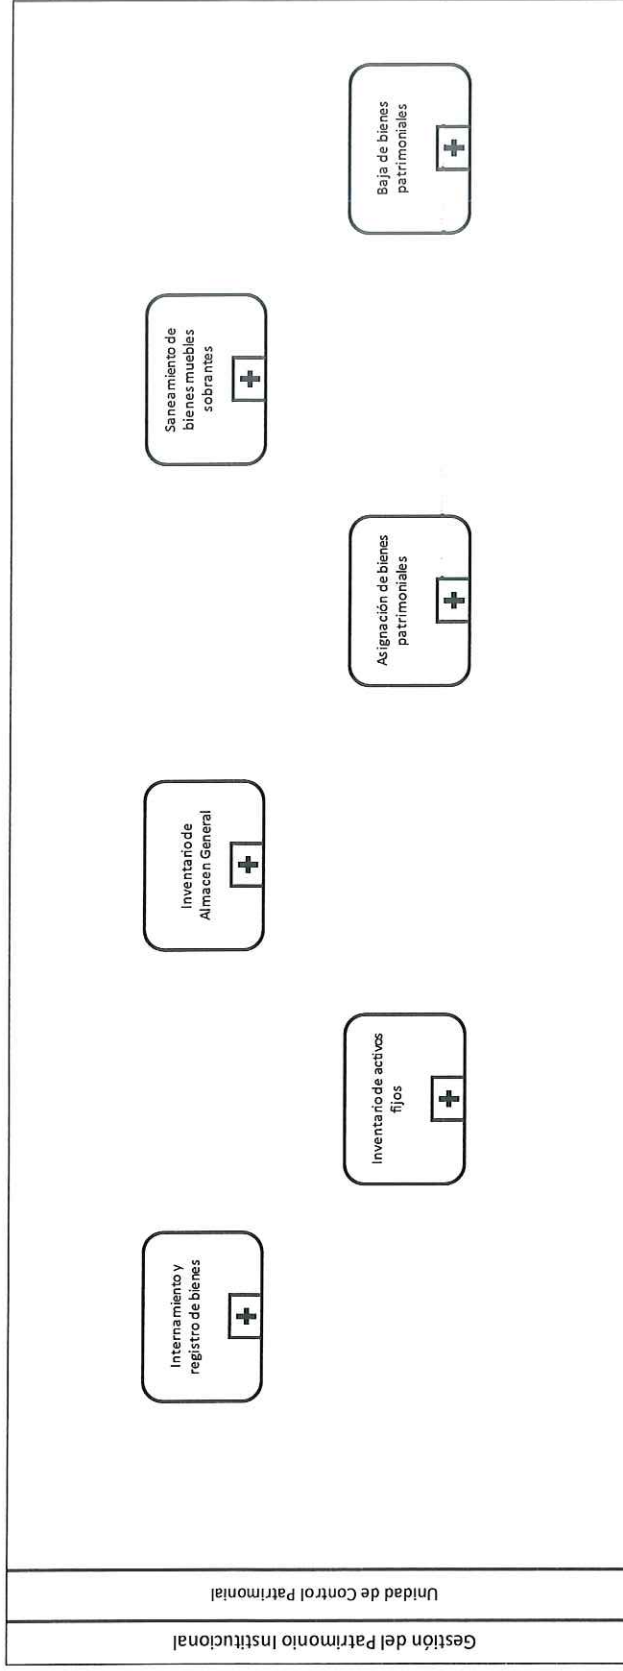 Gestión del Patrimonio Institucional
Unidad de Control Patrimonial
Internamiento y
registro de bienes
Inventario de activos
fijos
Inventario de
Almacen General
Asignación de bienes
patrimoniales
Saneamiento de
bienes muebles
sobrantes
Baja de bienes
patrimoniales